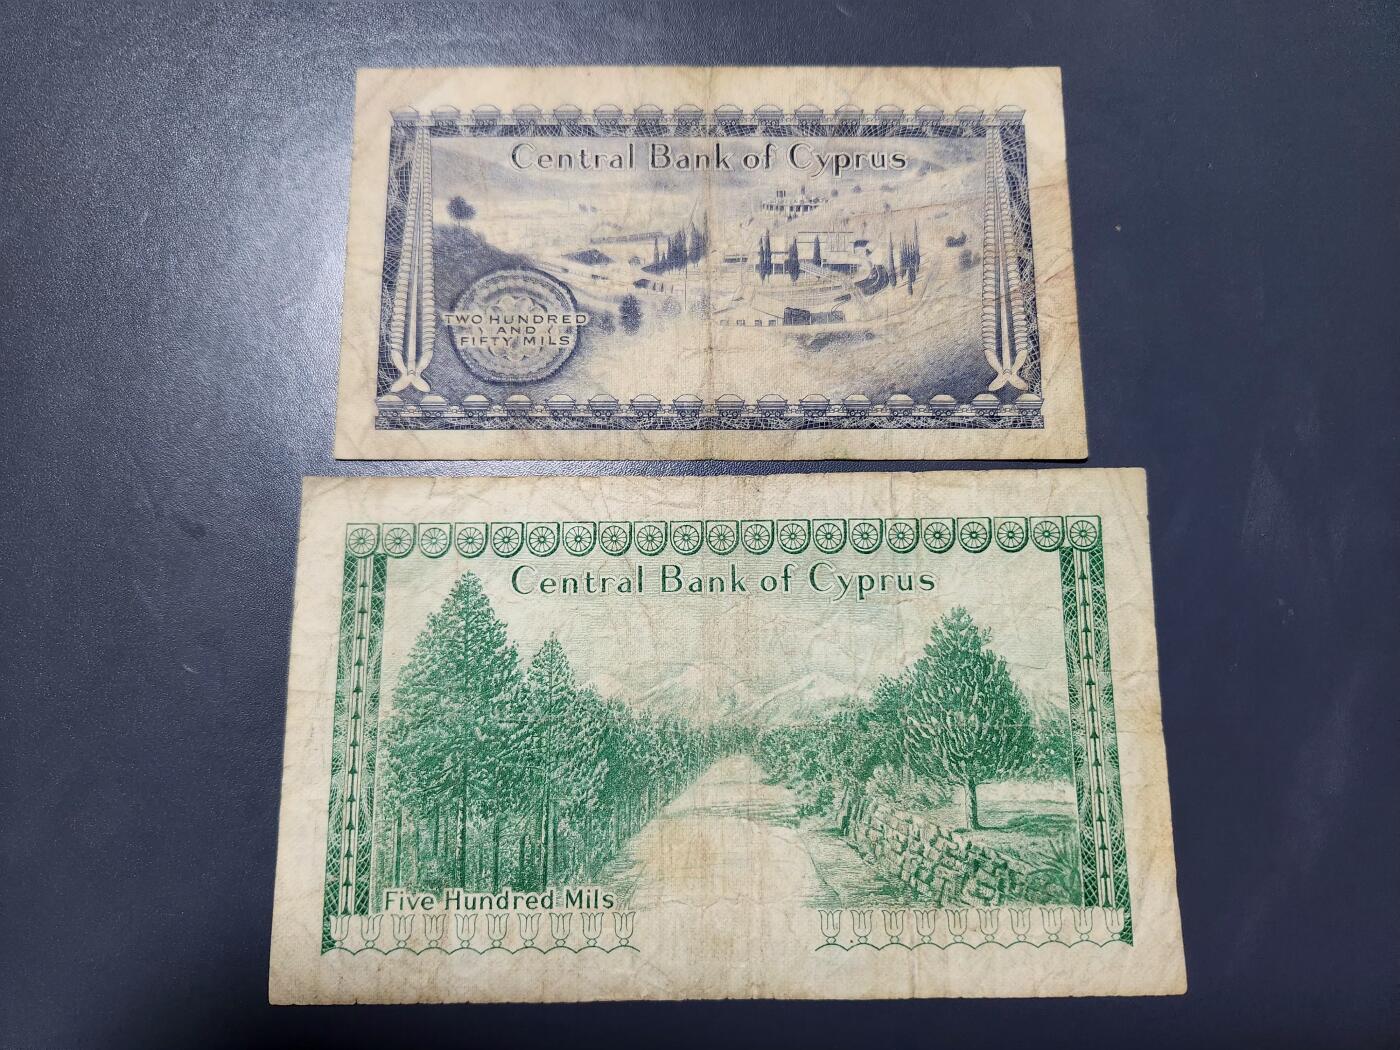 Central Bank of Cyprus
TWO HUNDRED
AND
FIFTY MILS
Central Bank of Cyprus
Five Hundred Mils